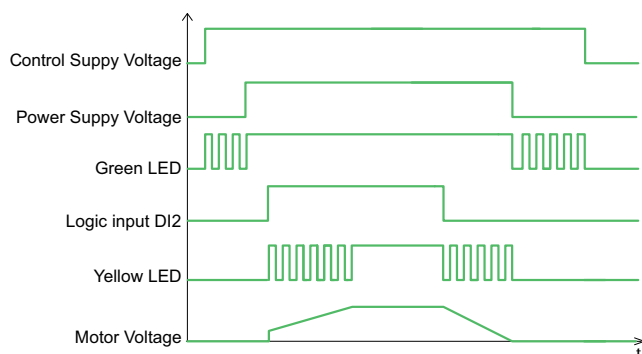 Control Suppy Voltage
Power Suppy Voltage
Green LED
Logic input DI2
Yellow LED
Motor Voltage
t